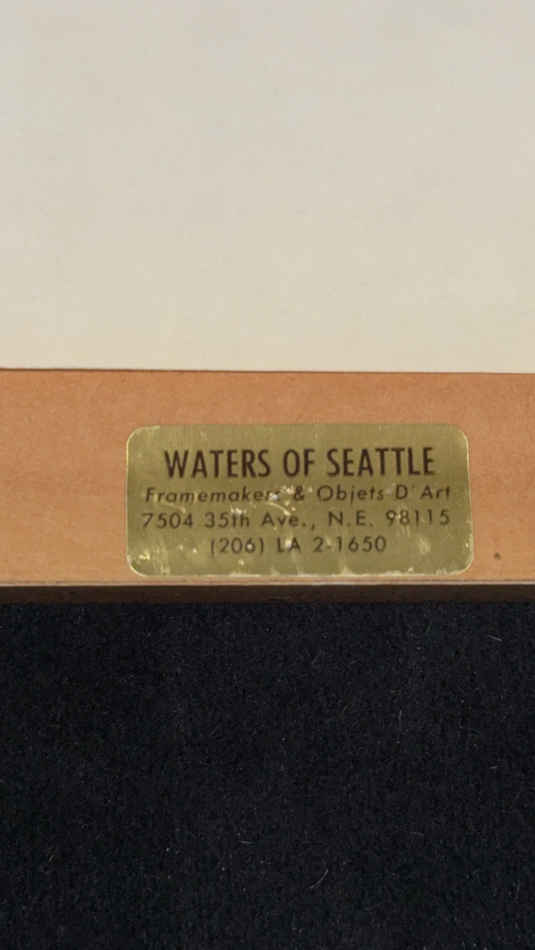 WATERS OF SEATTLE
Framemakers & Objets D'Art
7504 35th Ave., N.E. 98115
(206) LA 2-1650